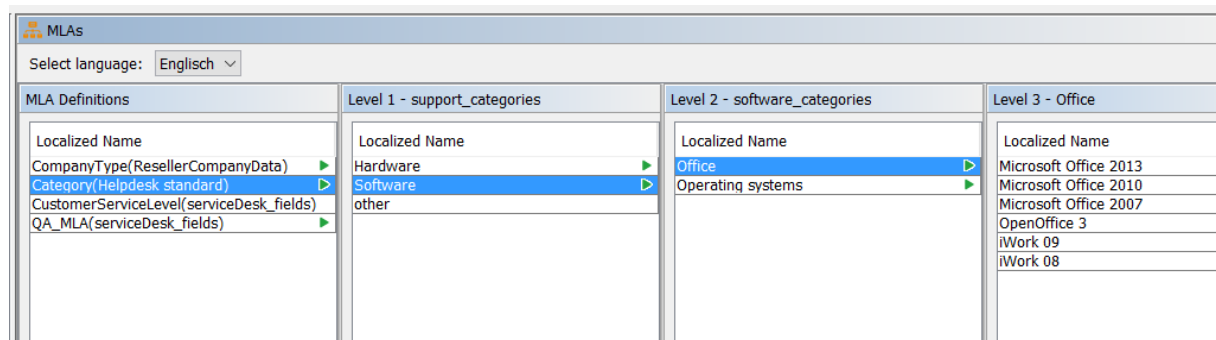 MLAs
Select language: Englisch
MLA Definitions
Localized Name
CompanyType(ResellerCompanyData)
Category(Helpdesk standard)
CustomerServiceLevel(serviceDesk_fields)
QA_MLA(serviceDesk_fields)
Level 1 - support_categories
Localized Name
Hardware
Software
other
Level 2 - software_categories
Localized Name
Office
Operating systems
Level 3 - Office
Localized Name
Microsoft Office 2013
Microsoft Office 2010
Microsoft Office 2007
OpenOffice 3
iWork 09
iWork 08